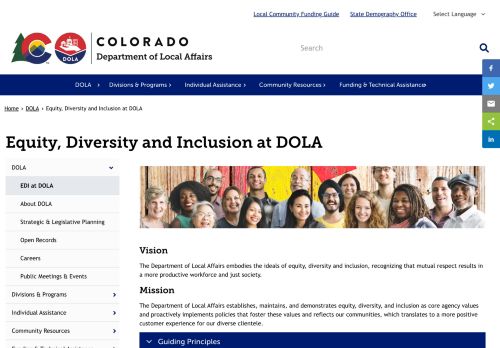 Local Community Funding Guide State Demography Office Select Language
COLORADO
Department of Local Affairs
DOLA
Search
DOLA Divisions & Programs Individual Assistance Community Resources Funding & Technical Assistance
Home › DOLA › Equity, Diversity and Inclusion at DOLA
Equity, Diversity and Inclusion at DOLA
DOLA
EDI at DOLA
About DOLA
Strategic & Legislative Planning
Open Records
Careers
Public Meetings & Events
Divisions & Programs
Individual Assistance
Community Resources
Vision
The Department of Local Affairs embodies the ideals of equity, diversity and inclusion, recognizing that mutual respect results in
a more productive workforce and just society.
Mission
The Department of Local Affairs establishes, maintains, and demonstrates equity, diversity, and inclusion as core agency values
and proactively implements policies that foster these values and reflects our communities, which translates to a more positive
customer experience for our diverse clientele.
Guiding Principles